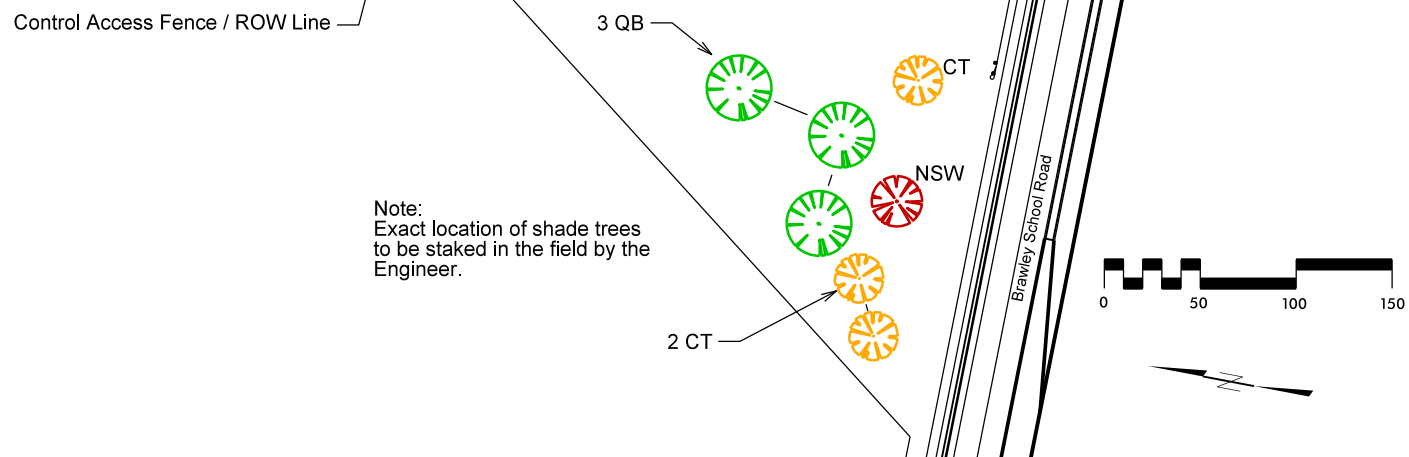 Control Access Fence / ROW Line
3 QB
CT
NSW
Note:
Exact location of shade trees
to be staked in the field by the
Engineer.
2 CT
Brawley School Road
0 50 100 150
N